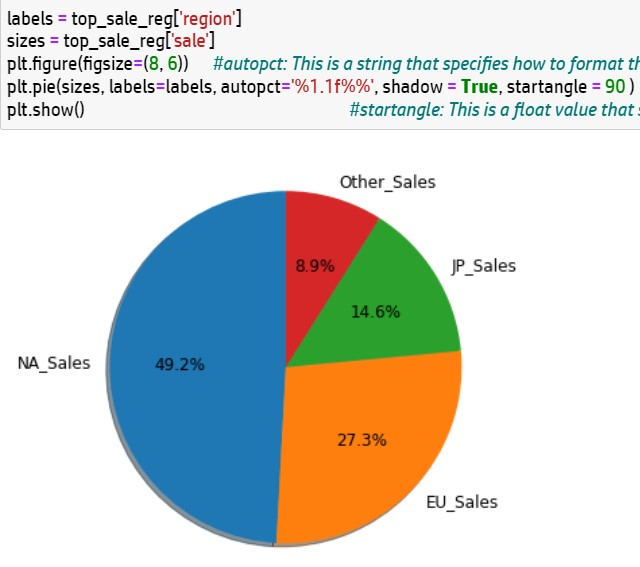 labels = top_sale_reg['region']
sizes = top_sale_reg['sale']
plt.figure(figsize=(8, 6)) #autopct: This is a string that specifies how to format
plt.pie(sizes, labels=labels, autopct='%1.1f%%', shadow = True, startangle = 90 )
plt.show() #startangle: This is a float value that
Other_Sales
8.9%
JP_Sales
14.6%
NA_Sales
49.2%
27.3%
EU_Sales